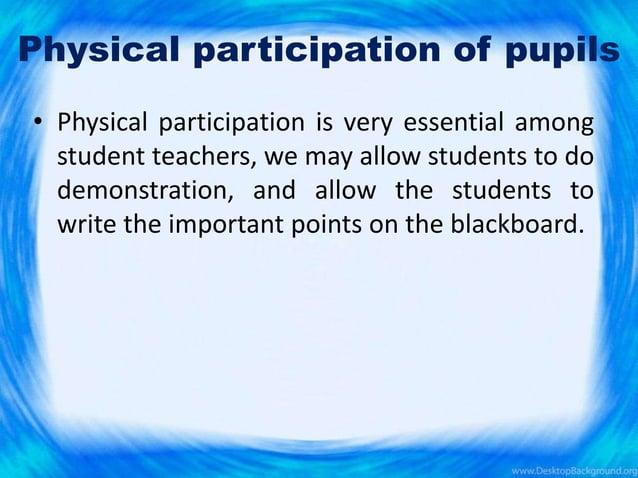 Physical participation of pupils
• Physical participation is very essential among
student teachers, we may allow students to do
demonstration, and allow the students to
write the important points on the blackboard.
www.DesktopBackground.org